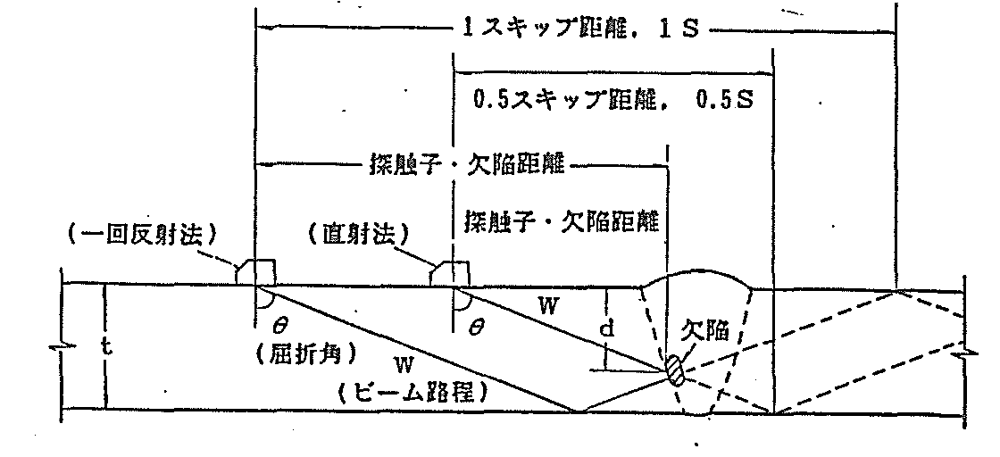 1スキップ距離, 1S
0.5スキップ距離, 0.5S
探触子・欠陥距離
探触子・欠陥距離
(一回反射法)
(直射法)
W
d
θ
θ
欠陥
t
(屈折角)
W
(ビーム路程)